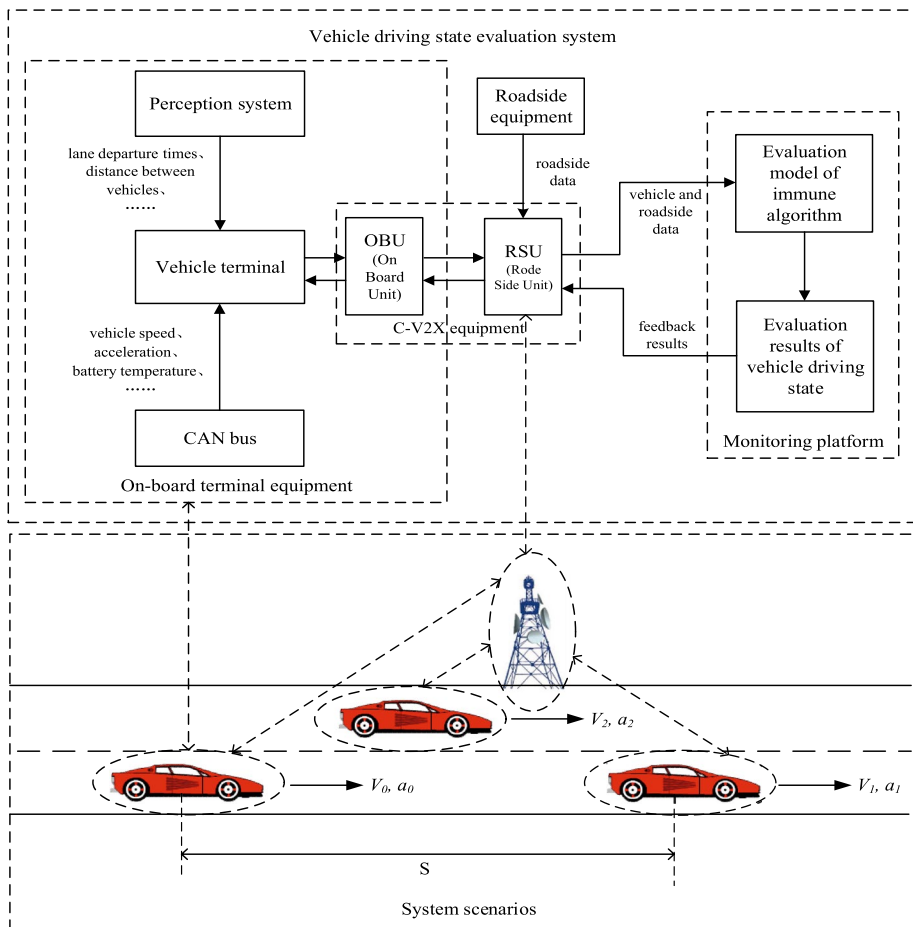 Vehicle driving state evaluation system
Perception system
lane departure times、
distance between
vehicles、
……
Vehicle terminal
vehicle speed、
acceleration、
battery temperature、
……
CAN bus
On-board terminal equipment
OBU
(On
Board
Unit)
Roadside
equipment
roadside
data
RSU
(Rode
Side Unit)
C-V2X equipment
vehicle and
roadside
data
feedback
results
Evaluation
model of
immune
algorithm
Evaluation
results of
vehicle driving
state
Monitoring platform
V2, a2
V0, a0
V1, a1
S
System scenarios